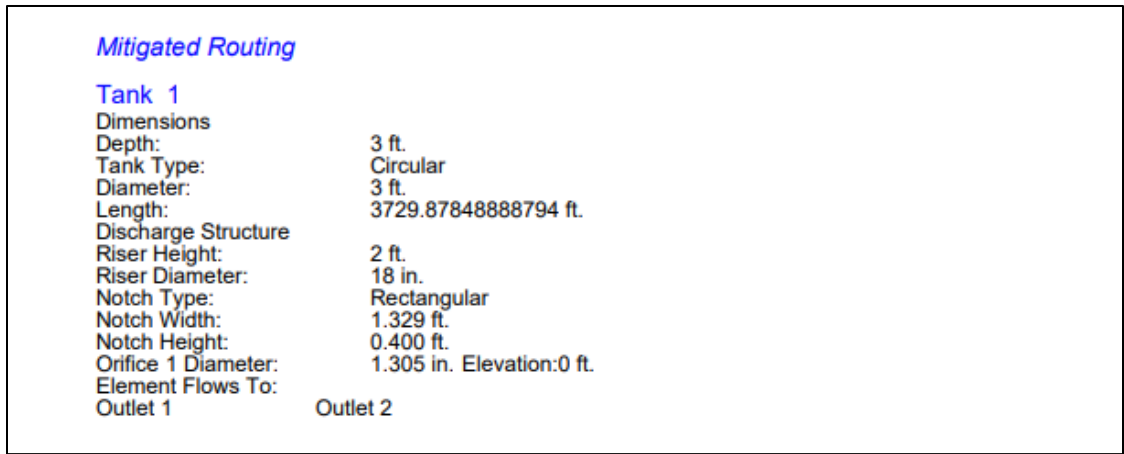 Mitigated Routing
Tank 1
Dimensions
Depth: 3 ft.
Tank Type: Circular
Diameter: 3 ft.
Length: 3729.87848888794 ft.
Discharge Structure
Riser Height: 2 ft.
Riser Diameter: 18 in.
Notch Type: Rectangular
Notch Width: 1.329 ft.
Notch Height: 0.400 ft.
Orifice 1 Diameter: 1.305 in. Elevation:0 ft.
Element Flows To:
Outlet 1 Outlet 2